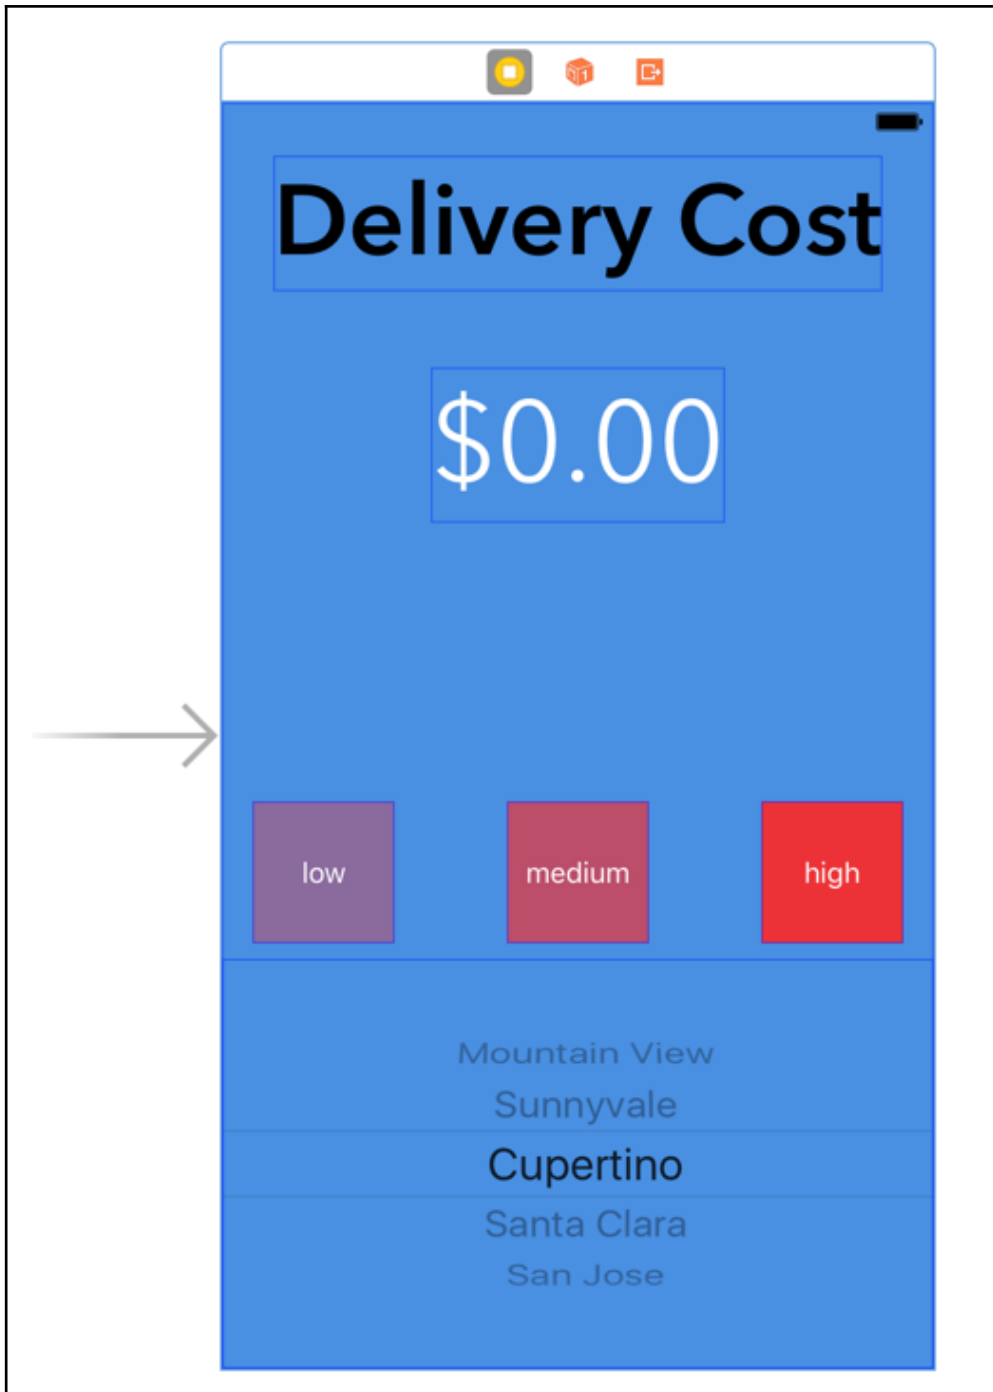 Delivery Cost
$0.00
low medium high
Mountain View
Sunnyvale
Cupertino
Santa Clara
San Jose